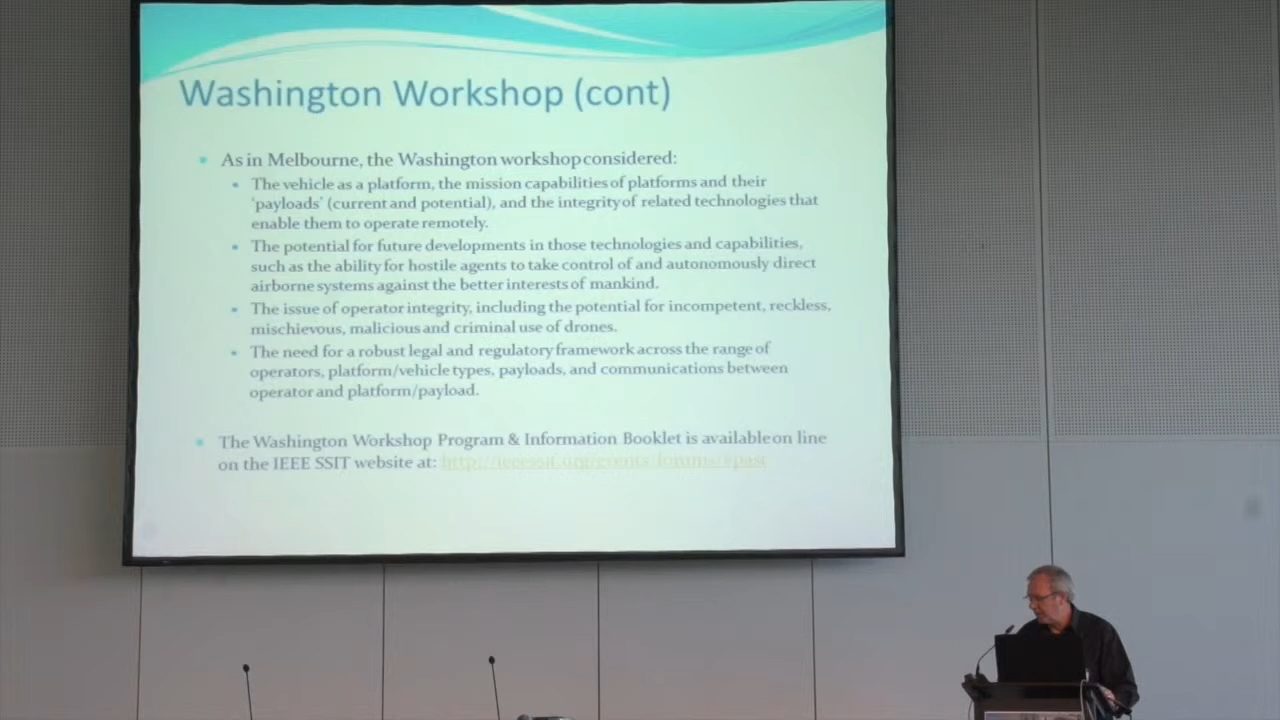 Washington Workshop (cont)
As in Melbourne, the Washington workshop considered:
The vehicle as a platform, the mission capabilities of platforms and their
‘payloads’ (current and potential), and the integrity of related technologies that
enable them to operate remotely.
The potential for future developments in those technologies and capabilities,
such as the ability for hostile agents to take control of and autonomously direct
airborne systems against the better interests of mankind.
The issue of operator integrity, including the potential for incompetent, reckless,
mischievous, malicious and criminal use of drones.
The need for a robust legal and regulatory framework across the range of
operators, platform/vehicle types, payloads, and communications between
operator and platform/payload.
The Washington Workshop Program & Information Booklet is available on line
on the IEEE SSIT website at: